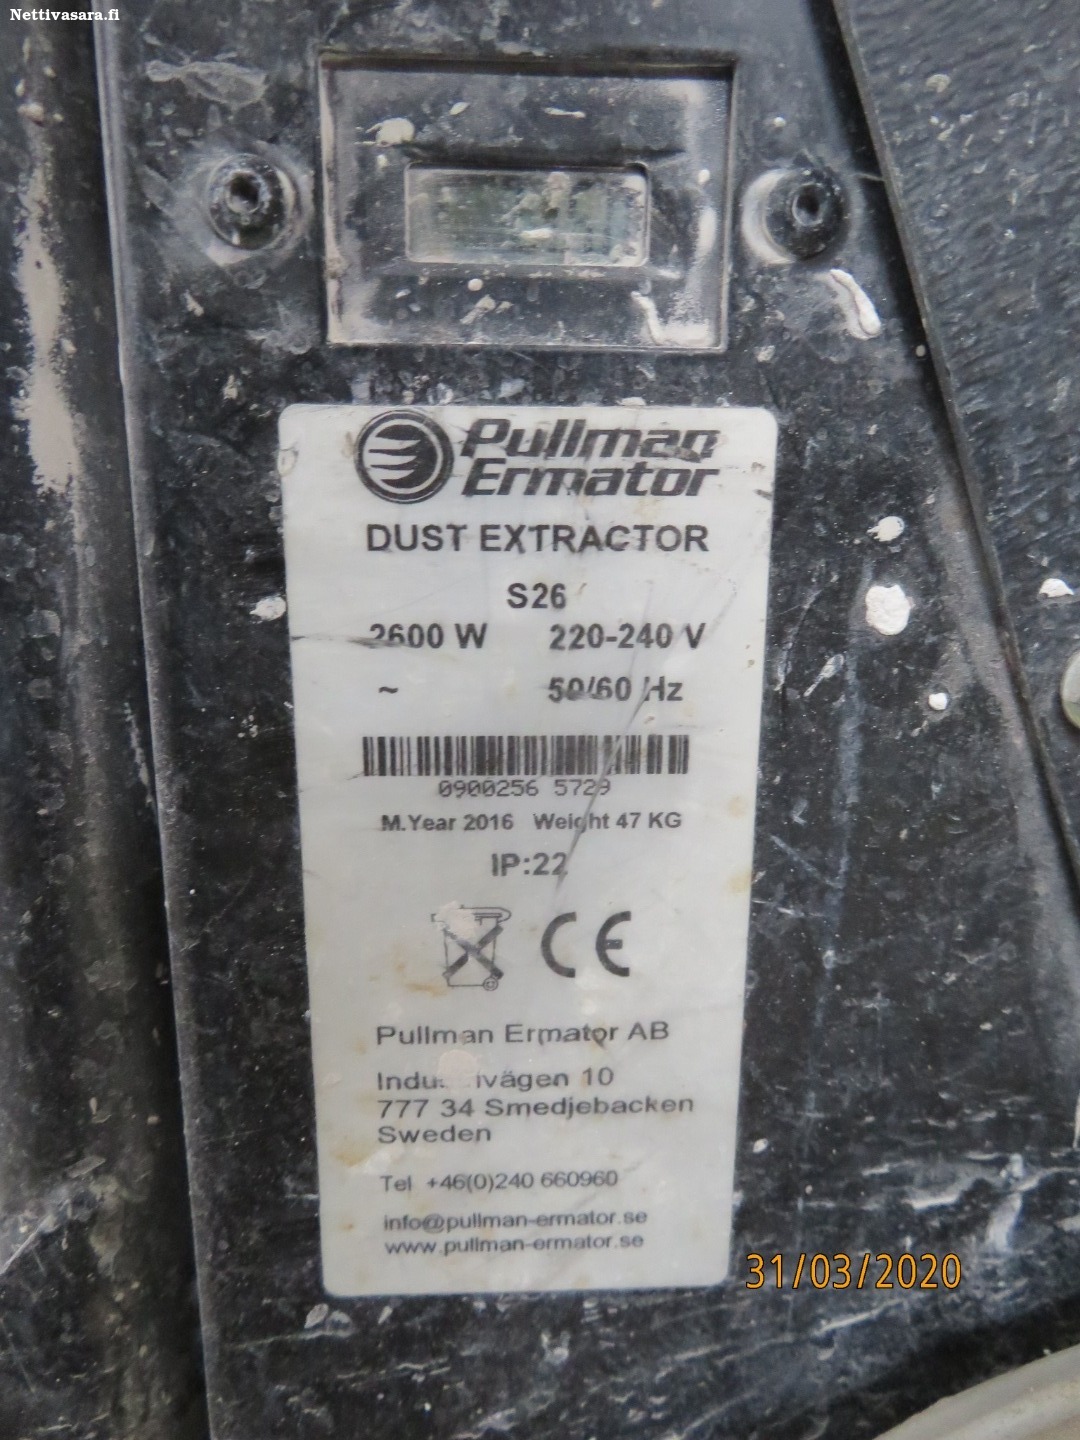 Nettivasara.fi
Pullman
Ermator
DUST EXTRACTOR
S26
2600 W 220-240 V
~ 50/60 Hz
0900256 5729
M.Year 2016 Weight 47 KG
IP:22
CE
Pullman Ermator AB
10
777 34 Smedjebacken
Sweden
Tel +46(0)240 660960
info@pullman-ermator.se
www.pullman-ermator.se
31/03/2020